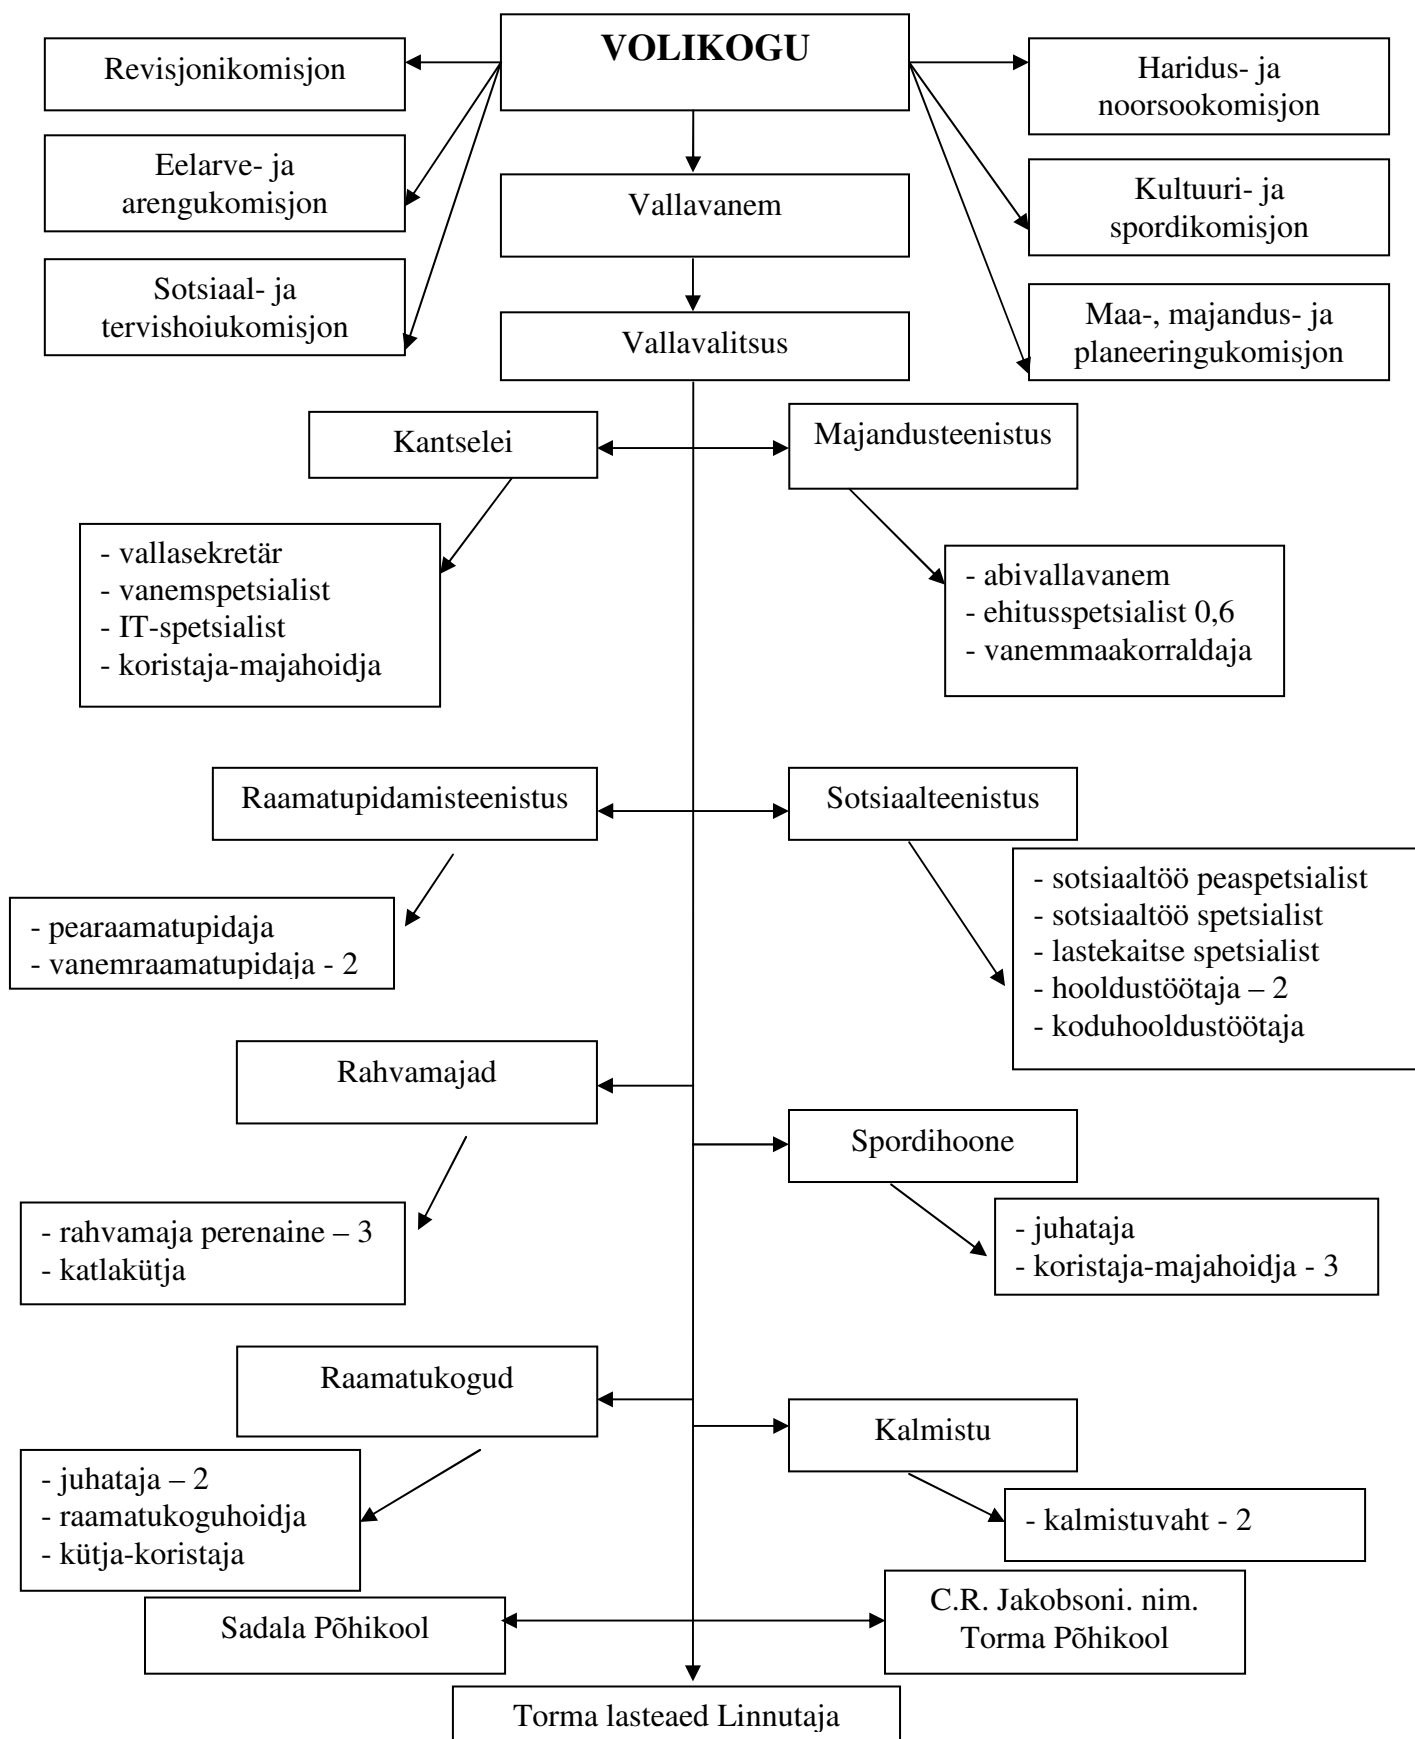 VOLIKOGU
Revisjonikomisjon
Haridus- ja
noorsookomisjon
Eelarve- ja
arengukomisjon
Vallavanem
Kultuuri- ja
spordikomisjon
Sotsiaal- ja
tervishoiukomisjon
Vallavalitsus
Maa-, majandus- ja
planeeringukomisjon
Kantselei
Majandusteenistus
- vallasekretär
- vanemspetsialist
- IT-spetsialist
- koristaja-majahoidja
- abivallavanem
- ehitusspetsialist 0,6
- vanemmaakorraldaja
Raamatupidamisteenistus
Sotsiaalteenistus
- pearaamatupidaja
- vanemraamatupidaja - 2
- sotsiaaltöö peaspetsialist
- sotsiaaltöö spetsialist
- lastekaitse spetsialist
- hooldustöötaja – 2
- koduhooldustöötaja
Rahvamajad
Spordihoone
- rahvamaja perenaine – 3
- katlakütja
- juhataja
- koristaja-majahoidja - 3
Raamatukogud
Kalmistu
- juhataja – 2
- raamatukoguhoidja
- kütja-koristaja
- kalmistuvaht - 2
Sadala Põhikool
C.R. Jakobsoni. nim.
Torma Põhikool
Torma lasteaed Linnutaja